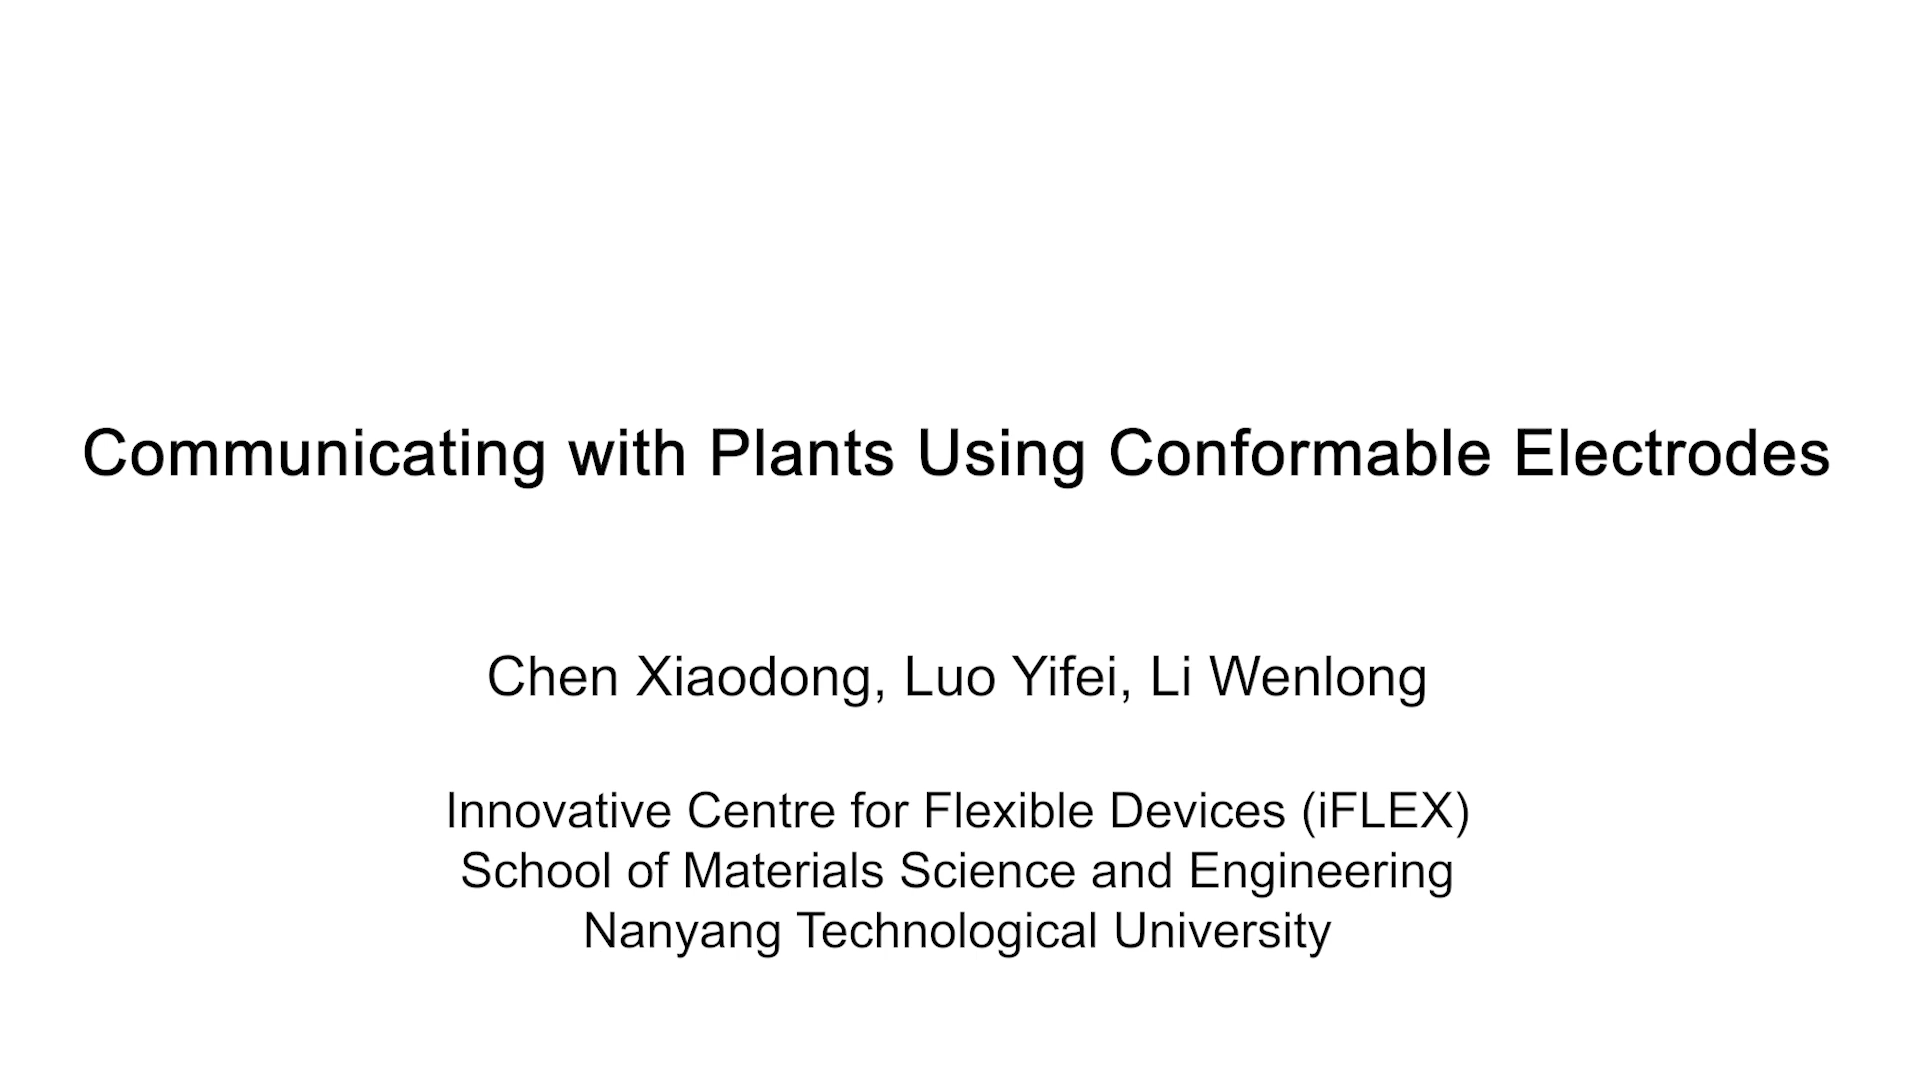 Communicating with Plants Using Conformable Electrodes
Chen Xiaodong, Luo Yifei, Li Wenlong
Innovative Centre for Flexible Devices (iFLEX)
School of Materials Science and Engineering
Nanyang Technological University